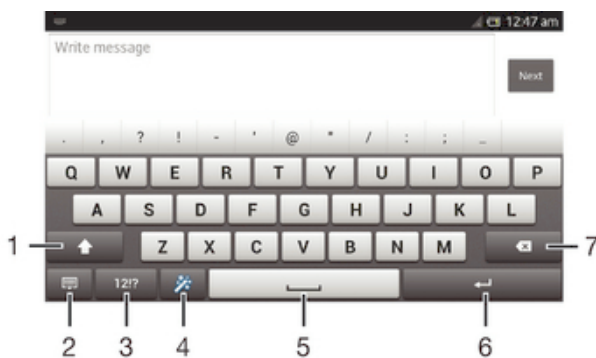 12:47 am
Write message
Next
. , ? ! - ' @ " / : ; _
Q W E R T Y U I O P
A S D F G H J K L
1 Z X C V B N M 7
12!?
2 3 4 5 6